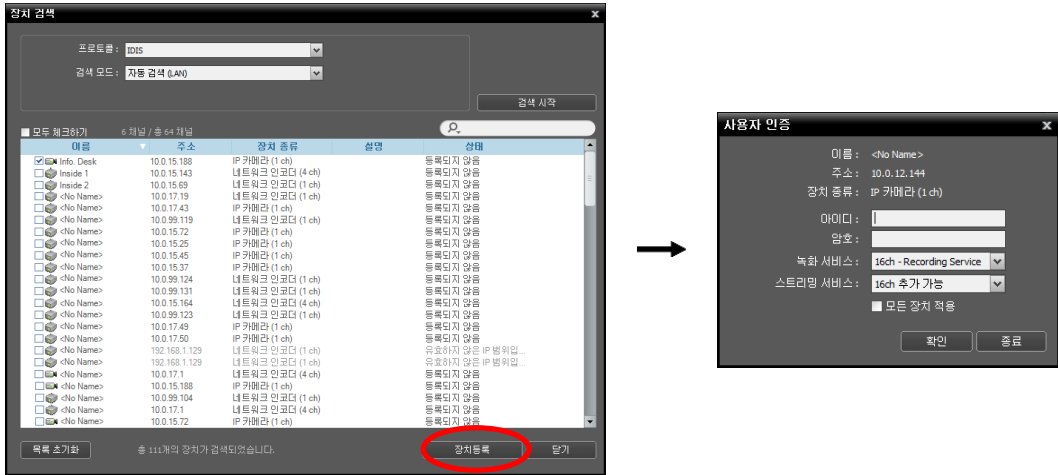 장치 검색
프로토콜 : IDIS
검색 모드 : 자동 검색 (LAN)
검색 시작
모두 체크하기 6 채널 / 총 64 채널
이름 주소 장치 종류 설명 상태
Info. Desk 10.0.15.188 IP 카메라 (1 ch) 등록되지 않음
Inside 1 10.0.15.143 네트워크 인코더 (4 ch) 등록되지 않음
Inside 2 10.0.15.69 네트워크 인코더 (1 ch) 등록되지 않음
<No Name> 10.0.17.19 네트워크 인코더 (1 ch) 등록되지 않음
<No Name> 10.0.17.43 IP 카메라 (1 ch) 등록되지 않음
<No Name> 10.0.99.119 네트워크 인코더 (1 ch) 등록되지 않음
<No Name> 10.0.15.72 IP 카메라 (1 ch) 등록되지 않음
<No Name> 10.0.15.25 IP 카메라 (1 ch) 등록되지 않음
<No Name> 10.0.15.45 IP 카메라 (1 ch) 등록되지 않음
<No Name> 10.0.15.37 IP 카메라 (1 ch) 등록되지 않음
<No Name> 10.0.99.124 네트워크 인코더 (1 ch) 등록되지 않음
<No Name> 10.0.99.131 네트워크 인코더 (1 ch) 등록되지 않음
<No Name> 10.0.15.164 네트워크 인코더 (4 ch) 등록되지 않음
<No Name> 10.0.99.123 네트워크 인코더 (1 ch) 등록되지 않음
<No Name> 10.0.17.49 IP 카메라 (1 ch) 등록되지 않음
<No Name> 10.0.17.50 IP 카메라 (1 ch) 등록되지 않음
<No Name> 192.168.1.129 네트워크 인코더 (1 ch) 유효하지 않은 IP 범위입...
<No Name> 192.168.1.129 네트워크 인코더 (1 ch) 유효하지 않은 IP 범위입...
<No Name> 10.0.17.1 네트워크 인코더 (4 ch) 등록되지 않음
<No Name> 10.0.15.188 IP 카메라 (1 ch) 등록되지 않음
<No Name> 10.0.99.104 네트워크 인코더 (1 ch) 등록되지 않음
<No Name> 10.0.17.1 네트워크 인코더 (4 ch) 등록되지 않음
<No Name> 10.0.15.72 IP 카메라 (1 ch) 등록되지 않음
목록 초기화 총 111개의 장치가 검색되었습니다. 장치등록 닫기
사용자 인증
이름 : <No Name>
주소 : 10.0.12.144
장치 종류 : IP 카메라 (1 ch)
아이디 :
암호 :
녹화 서비스 : 16ch - Recording Service
스트리밍 서비스 : 16ch 추가 가능
모든 장치 적용
확인 종료